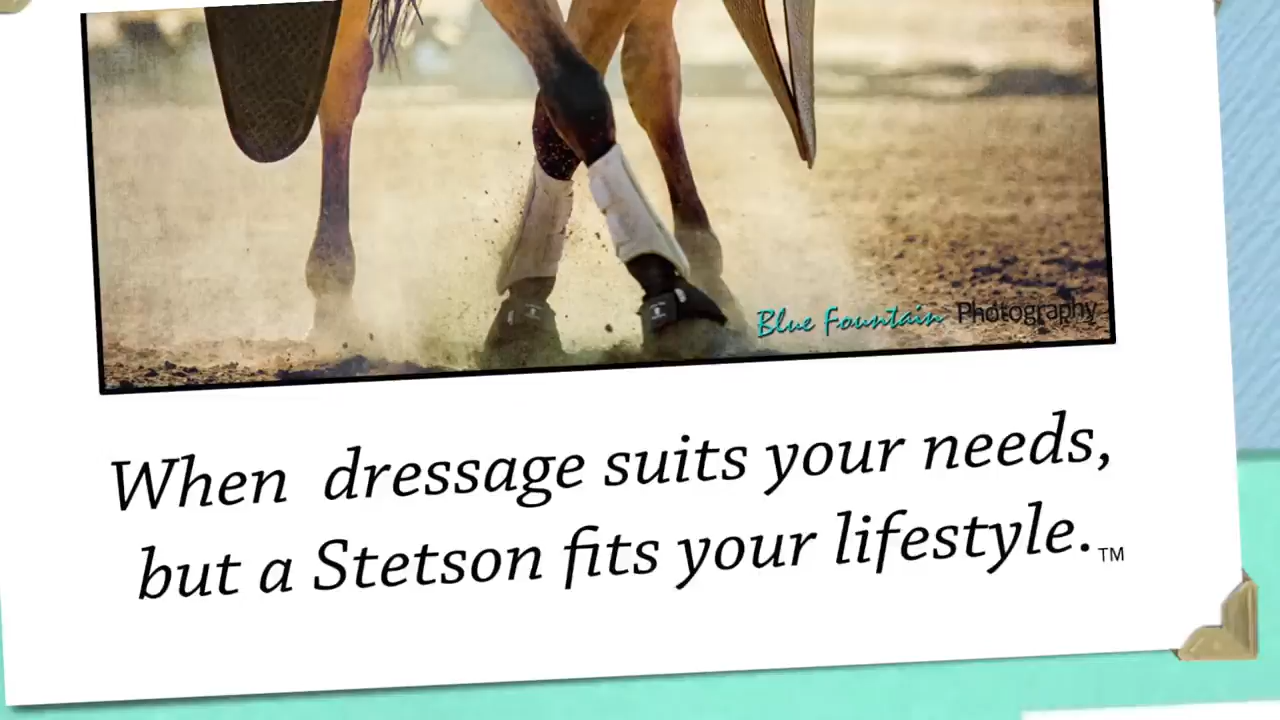 Blue Fountain Photography
When dressage suits your needs,
but a Stetson fits your lifestyle.™